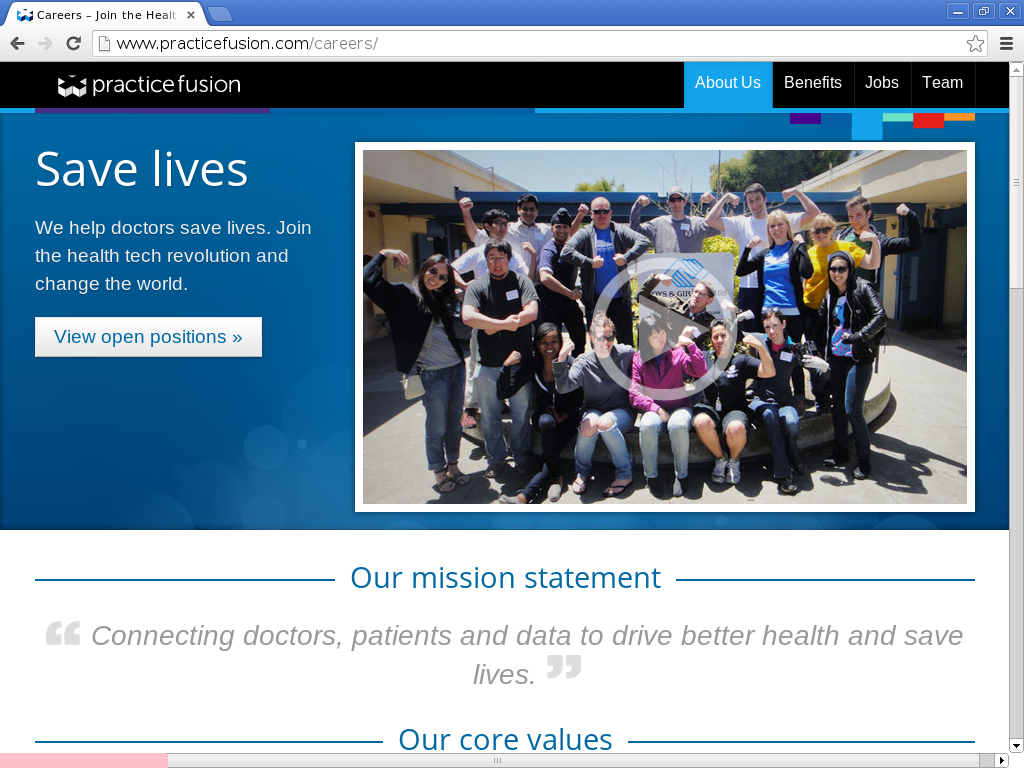 Careers – Join the Healt
www.practicefusion.com/careers/
practice fusion
About Us
Benefits
Jobs
Team
Save lives
We help doctors save lives. Join
the health tech revolution and
change the world.
View open positions »
“ Connecting doctors, patients and data to drive better health and save
lives. ”
Our mission statement
Our core values